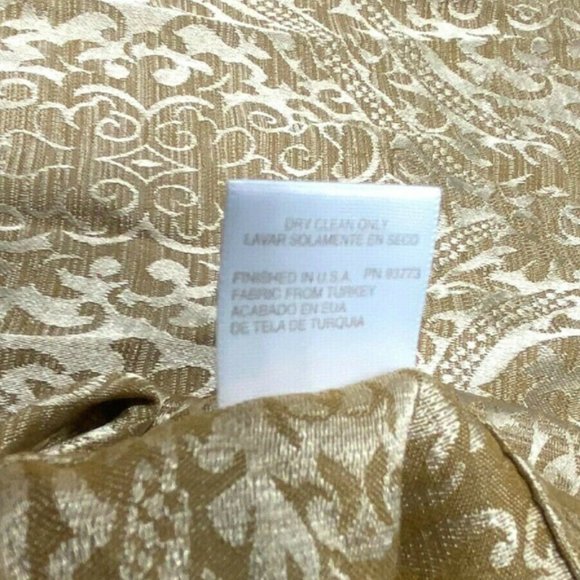 DRY CLEAN ONLY
LAVAR SOLAMENTE EN SECO
FINISHED IN U.S.A. PN 93773
FABRIC FROM TURKEY
ACABADO EN EUA
DE TELA DE TURQUIA